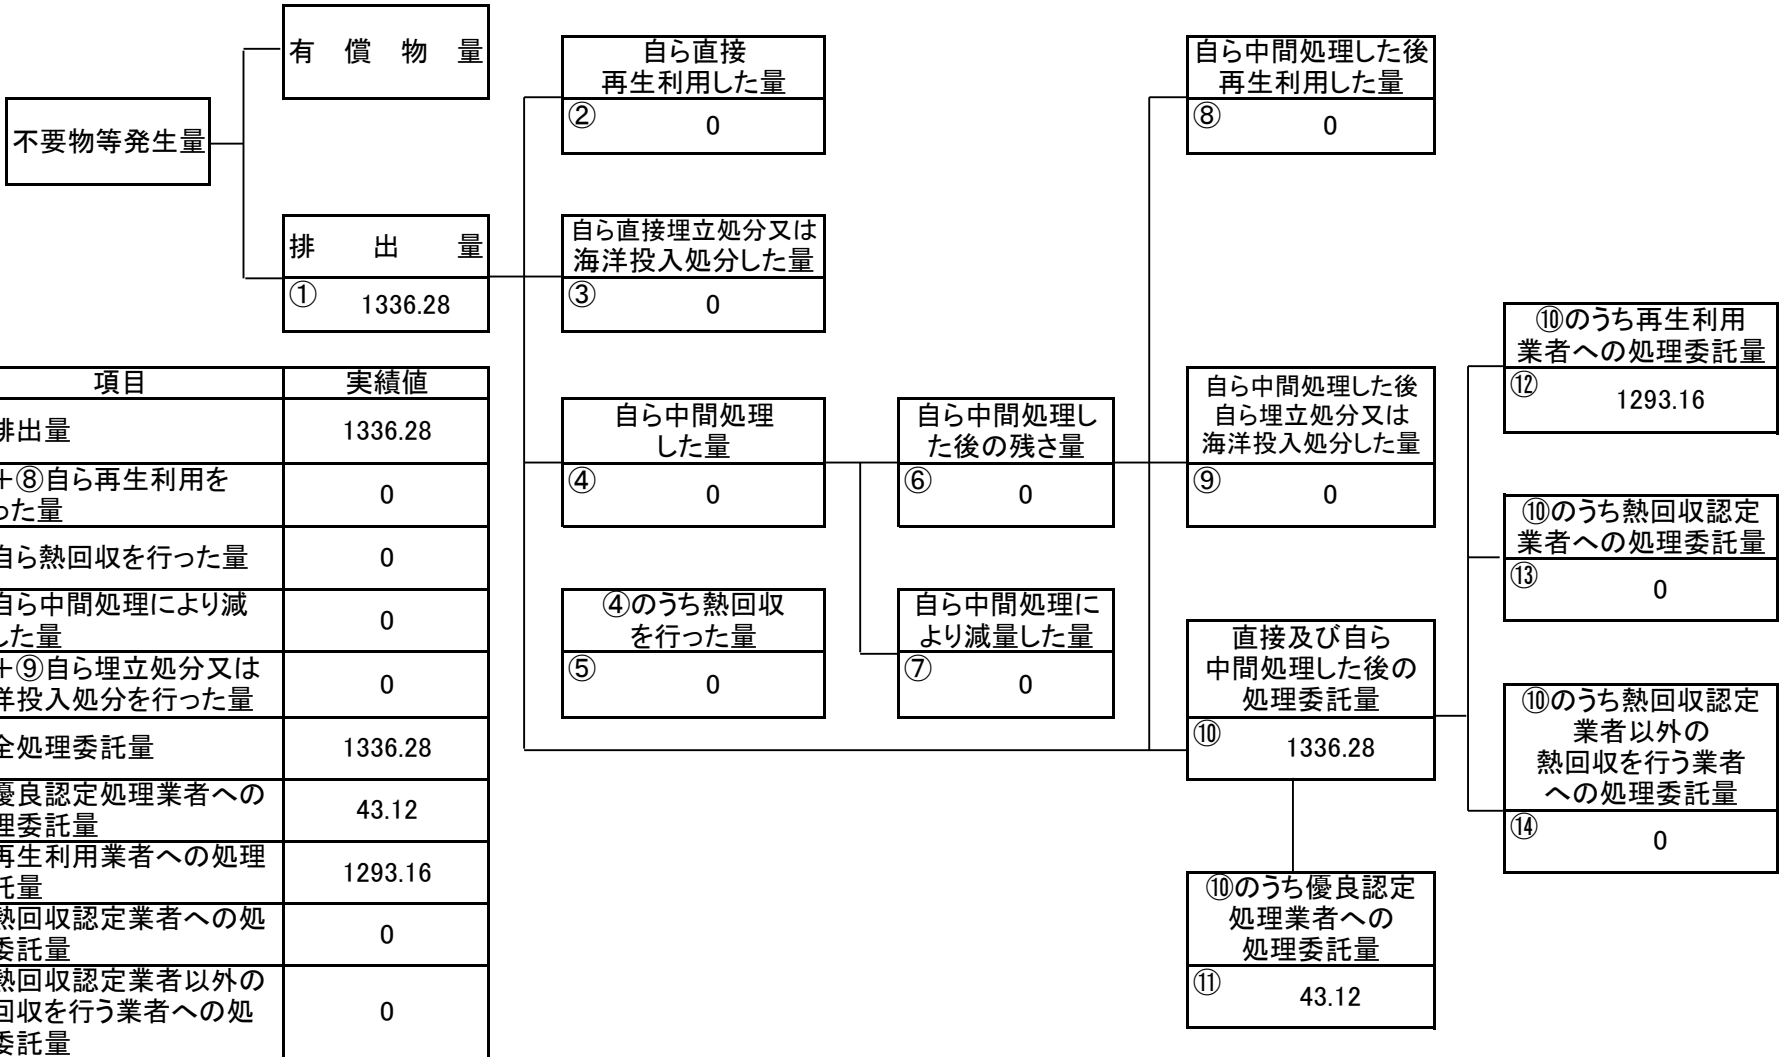 有償物量
不要物等発生量
排出量
①
1336.28
自ら直接
再生利用した量
②
0
自ら直接埋立処分又は
海洋投入処分した量
③
0
自ら中間処理
した量
④
0
④のうち熱回収
を行った量
⑤
0
自ら中間処理し
た後の残さ量
⑥
0
自ら中間処理に
より減量した量
⑦
0
自ら中間処理した後
再生利用した量
⑧
0
自ら中間処理した後
自ら埋立処分又は
海洋投入処分した量
⑨
0
直接及び自ら
中間処理した後の
処理委託量
⑩
1336.28
⑩のうち優良認定
処理業者への
処理委託量
⑪
43.12
⑩のうち再生利用
業者への処理委託量
⑫
1293.16
⑩のうち熱回収認定
業者への処理委託量
⑬
0
⑩のうち熱回収認定
業者以外の
熱回収を行う業者
への処理委託量
⑭
0
項目
実績値
排出量
1336.28
＋⑧自ら再生利用を
った量
0
自ら熱回収を行った量
0
自ら中間処理により減
した量
0
＋⑨自ら埋立処分又は
洋投入処分を行った量
0
全処理委託量
1336.28
優良認定処理業者への
理委託量
43.12
再生利用業者への処理
託量
1293.16
熱回収認定業者への処
委託量
0
熱回収認定業者以外の
回収を行う業者への処
委託量
0